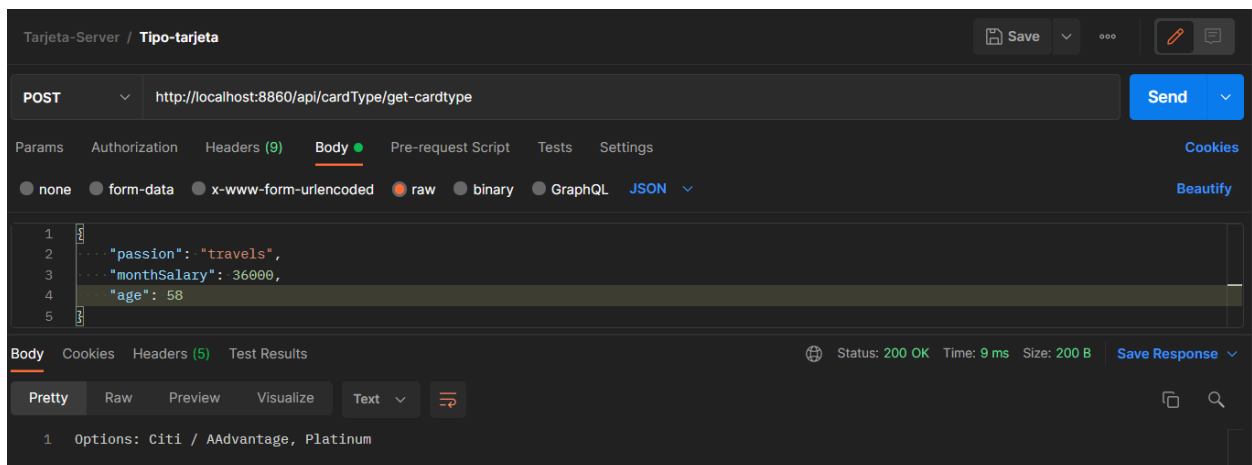 Tarjeta-Server / Tipo-tarjeta Save
POST http://localhost:8860/api/cardType/get-cardtype Send
Params Authorization Headers (9) Body Pre-request Script Tests Settings Cookies
none form-data x-www-form-urlencoded raw binary GraphQL JSON Beautify
1 {
2 "passion": "travels",
3 "monthSalary": 36000,
4 "age": 58
5 }
Body Cookies Headers (5) Test Results Status: 200 OK Time: 9 ms Size: 200 B Save Response
Pretty Raw Preview Visualize Text
1 Options: Citi / AAdvantage, Platinum